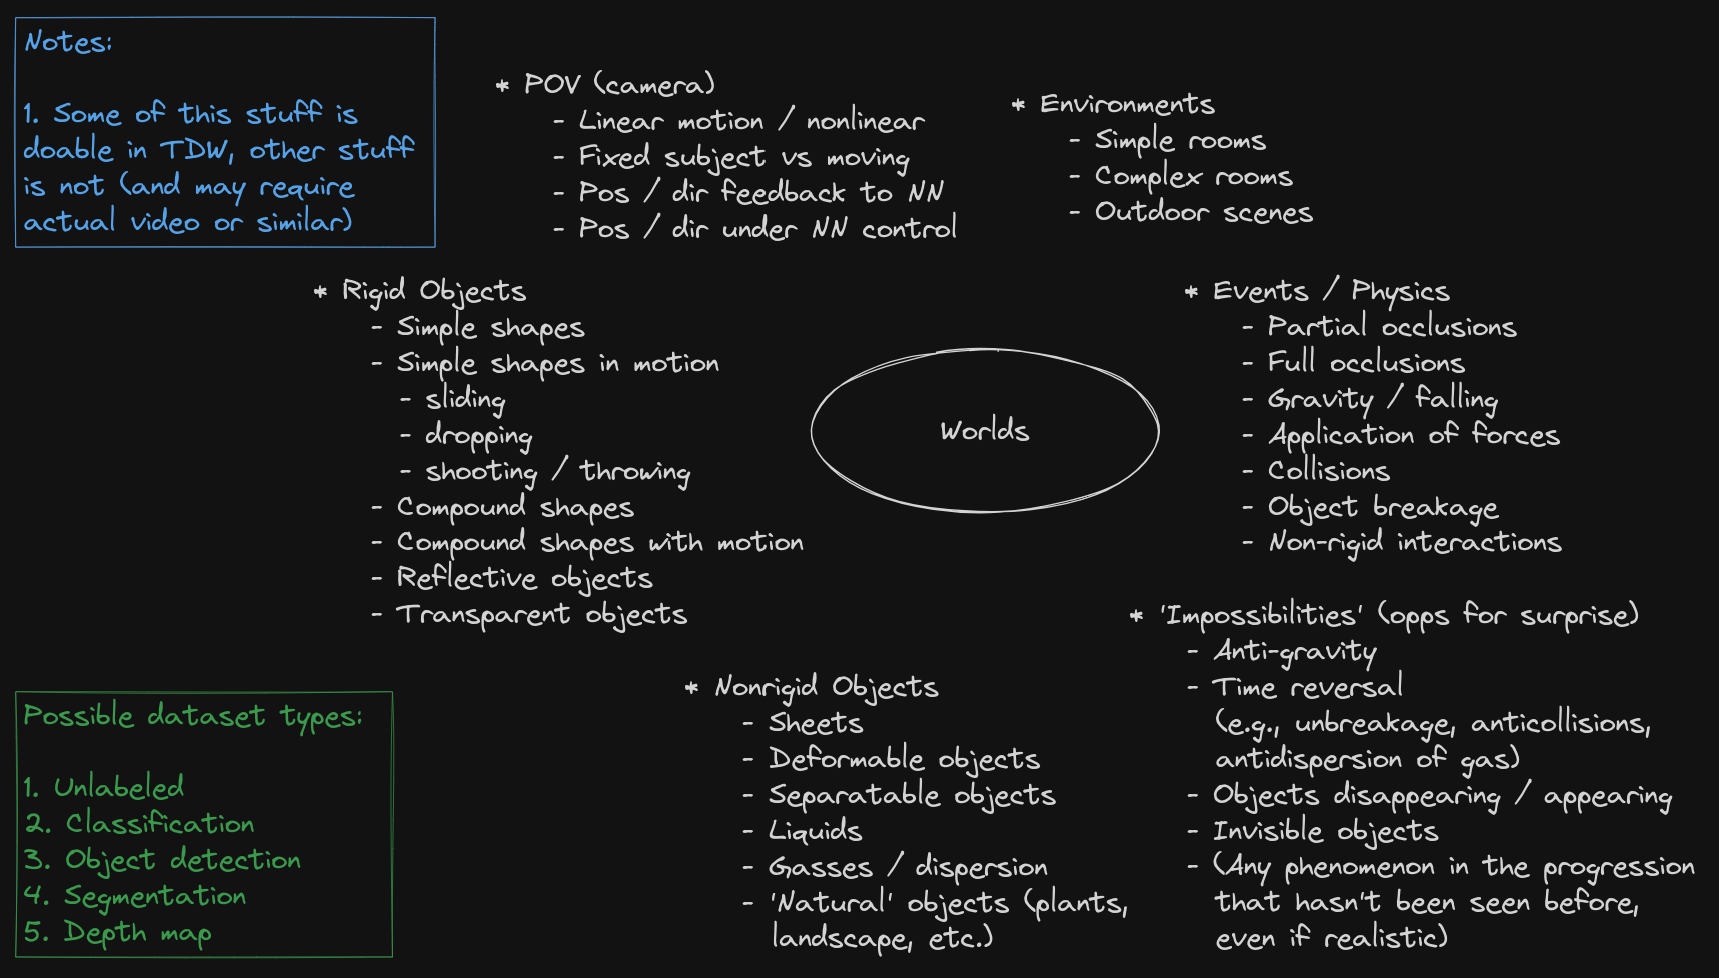 Notes:
1. Some of this stuff is
doable in TDW, other stuff
is not (and may require
actual video or similar)
* POV (camera)
- Linear motion / nonlinear
- Fixed subject vs moving
- Pos / dir feedback to NN
- Pos / dir under NN control
* Environments
- Simple rooms
- Complex rooms
- Outdoor scenes
* Rigid Objects
- Simple shapes
- Simple shapes in motion
- sliding
- dropping
- shooting / throwing
- Compound shapes
- Compound shapes with motion
- Reflective objects
- Transparent objects
Worlds
* Events / Physics
- Partial occlusions
- Full occlusions
- Gravity / falling
- Application of forces
- Collisions
- Object breakage
- Non-rigid interactions
* 'Impossibilities' (opps for surprise)
- Anti-gravity
- Time reversal
(e.g., unbreakage, anticollisions,
antidispersion of gas)
- Objects disappearing / appearing
- Invisible objects
- (Any phenomenon in the progression
that hasn't been seen before,
even if realistic)
* Nonrigid Objects
- Sheets
- Deformable objects
- Separatable objects
- Liquids
- Gasses / dispersion
- 'Natural' objects (plants,
landscape, etc.)
Possible dataset types:
1. Unlabeled
2. Classification
3. Object detection
4. Segmentation
5. Depth map